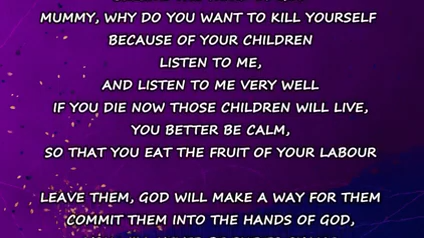 MUMMY, WHY DO YOU WANT TO KILL YOURSELF
BECAUSE OF YOUR CHILDREN
LISTEN TO ME,
AND LISTEN TO ME VERY WELL
IF YOU DIE NOW THOSE CHILDREN WILL LIVE,
YOU BETTER BE CALM,
SO THAT YOU EAT THE FRUIT OF YOUR LABOUR
LEAVE THEM, GOD WILL MAKE A WAY FOR THEM
COMMIT THEM INTO THE HANDS OF GOD,